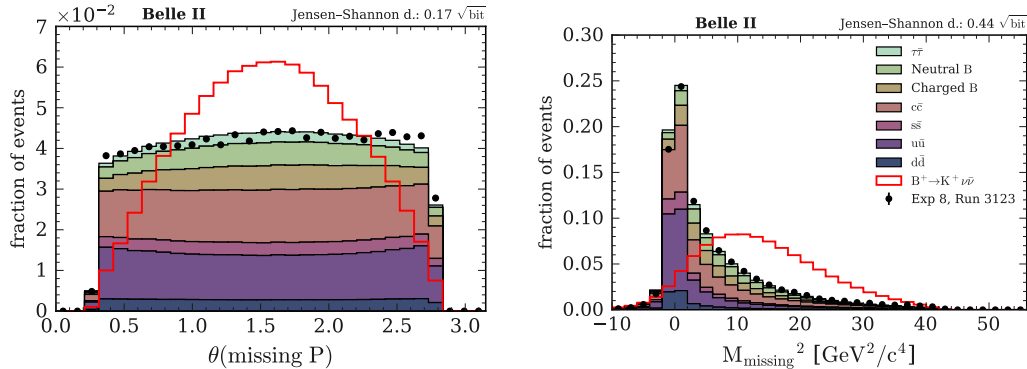 ×10⁻²
Belle II
Jensen–Shannon d.: 0.17 √bit
7
6
5
4
3
2
1
0
fraction of events
0.0 0.5 1.0 1.5 2.0 2.5 3.0
θ(missing P)
Belle II
Jensen–Shannon d.: 0.44 √bit
0.30
0.25
0.20
0.15
0.10
0.05
0.00
fraction of events
ττ̄
Neutral B
Charged B
cc̄
ss̄
uū
dd̄
B⁺→K⁺νν̄
Exp 8, Run 3123
−10 0 10 20 30 40 50
M_missing² [GeV²/c⁴]